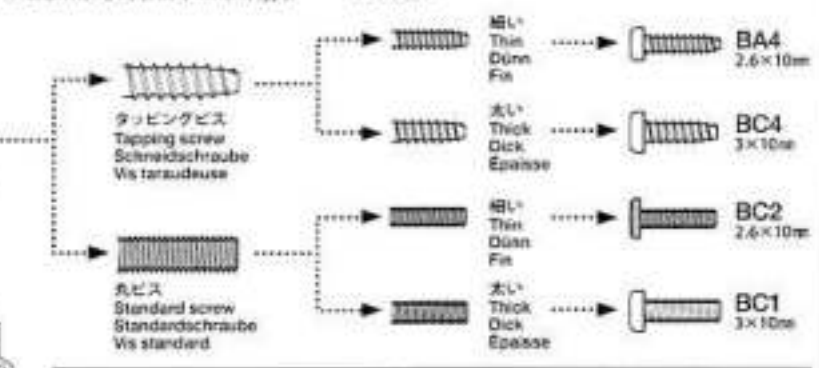 タッピングビス
Tapping screw
Schneidschraube
Vis taraudeuse
細い
Thin
Dünn
Fin
BA4
2.6×10mm
太い
Thick
Dick
Épaisse
BC4
3×10mm
丸ビス
Standard screw
Standardschraube
Vis standard
細い
Thin
Dünn
Fin
BC2
2.6×10mm
太い
Thick
Dick
Épaisse
BC1
3×10mm